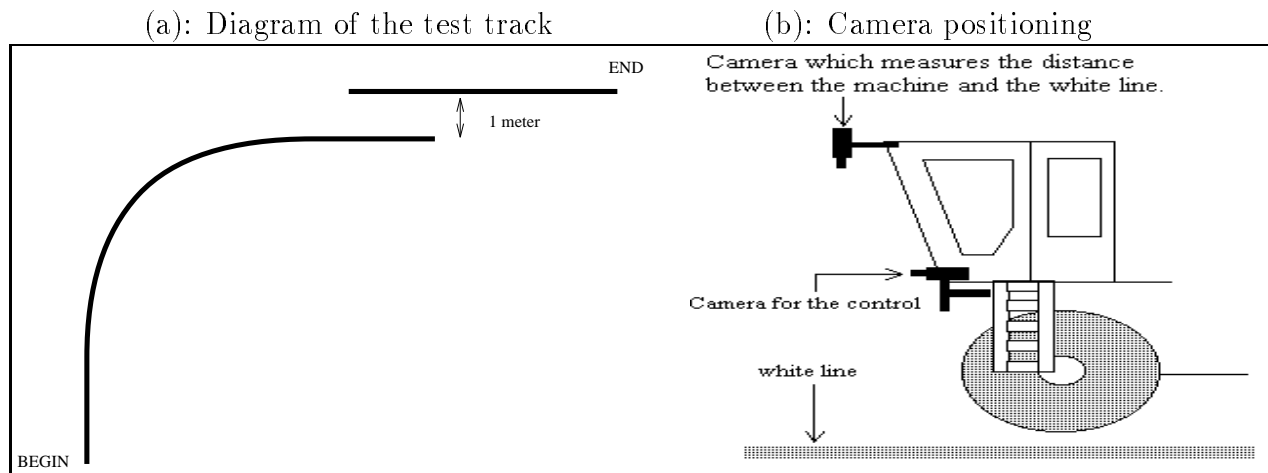 (a): Diagram of the test track
(b): Camera positioning
END
1 meter
BEGIN
Camera which measures the distance
between the machine and the white line.
Camera for the control
white line